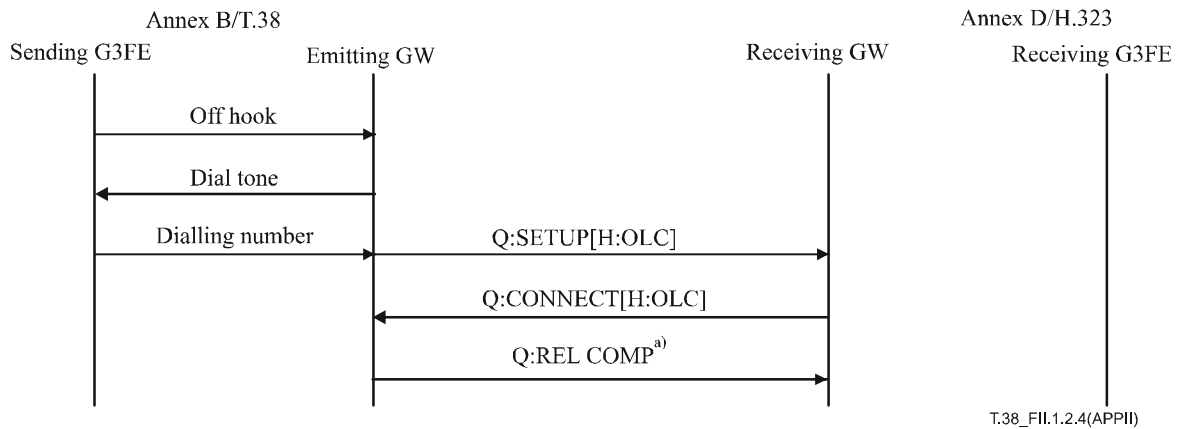 Annex B/T.38
Annex D/H.323
Sending G3FE
Emitting GW
Receiving GW
Receiving G3FE
Off hook
Dial tone
Dialling number
Q:SETUP[H:OLC]
Q:CONNECT[H:OLC]
Q:REL COMP a)
T.38_FII.1.2.4(APPII)